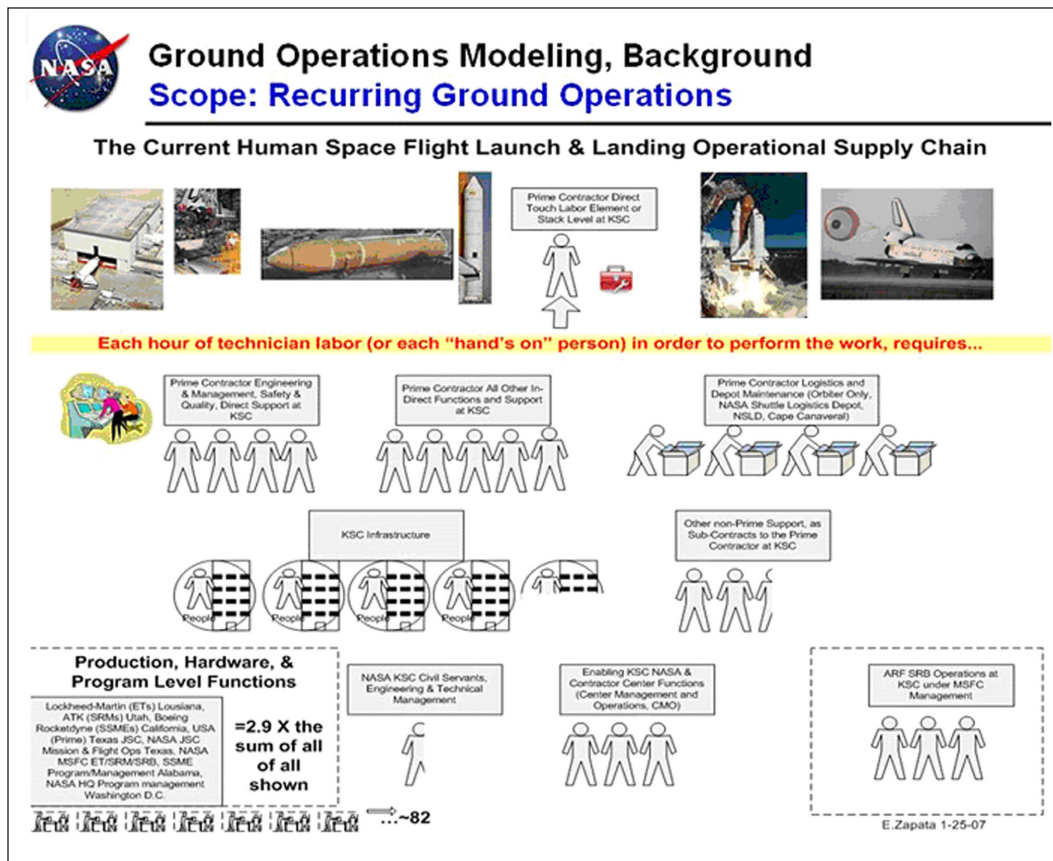 NASA
Ground Operations Modeling, Background
Scope: Recurring Ground Operations
The Current Human Space Flight Launch & Landing Operational Supply Chain
Prime Contractor Direct
Touch Labor Element or
Stack Level at KSC
Each hour of technician labor (or each “hand's on” person) in order to perform the work, requires...
Prime Contractor Engineering
& Management, Safety &
Quality, Direct Support at
KSC
Prime Contractor All Other In-
Direct Functions and Support
at KSC
Prime Contractor Logistics and
Depot Maintenance (Orbiter Only,
NASA Shuttle Logistics Depot,
NSLD, Cape Canaveral)
KSC Infrastructure
Other non-Prime Support, as
Sub-Contracts to the Prime
Contractor at KSC
People
People
People
People
Production, Hardware, &
Program Level Functions
Lockheed-Martin (ETs) Lousiana,
ATK (SRMs) Utah, Boeing
Rocketdyne (SSMEs) California, USA
(Prime) Texas JSC, NASA JSC
Mission & Flight Ops Texas, NASA
MSFC ET/SRM/SRB, SSME
Program/Management Alabama,
NASA HQ Program management
Washington D.C.
=2.9 X the
sum of all
of all
shown
...~82
NASA KSC Civil Servants,
Engineering & Technical
Management
Enabling KSC NASA &
Contractor Center Functions
(Center Management and
Operations, CMO)
ARF SRB Operations at
KSC under MSFC
Management
E.Zapata 1-25-07